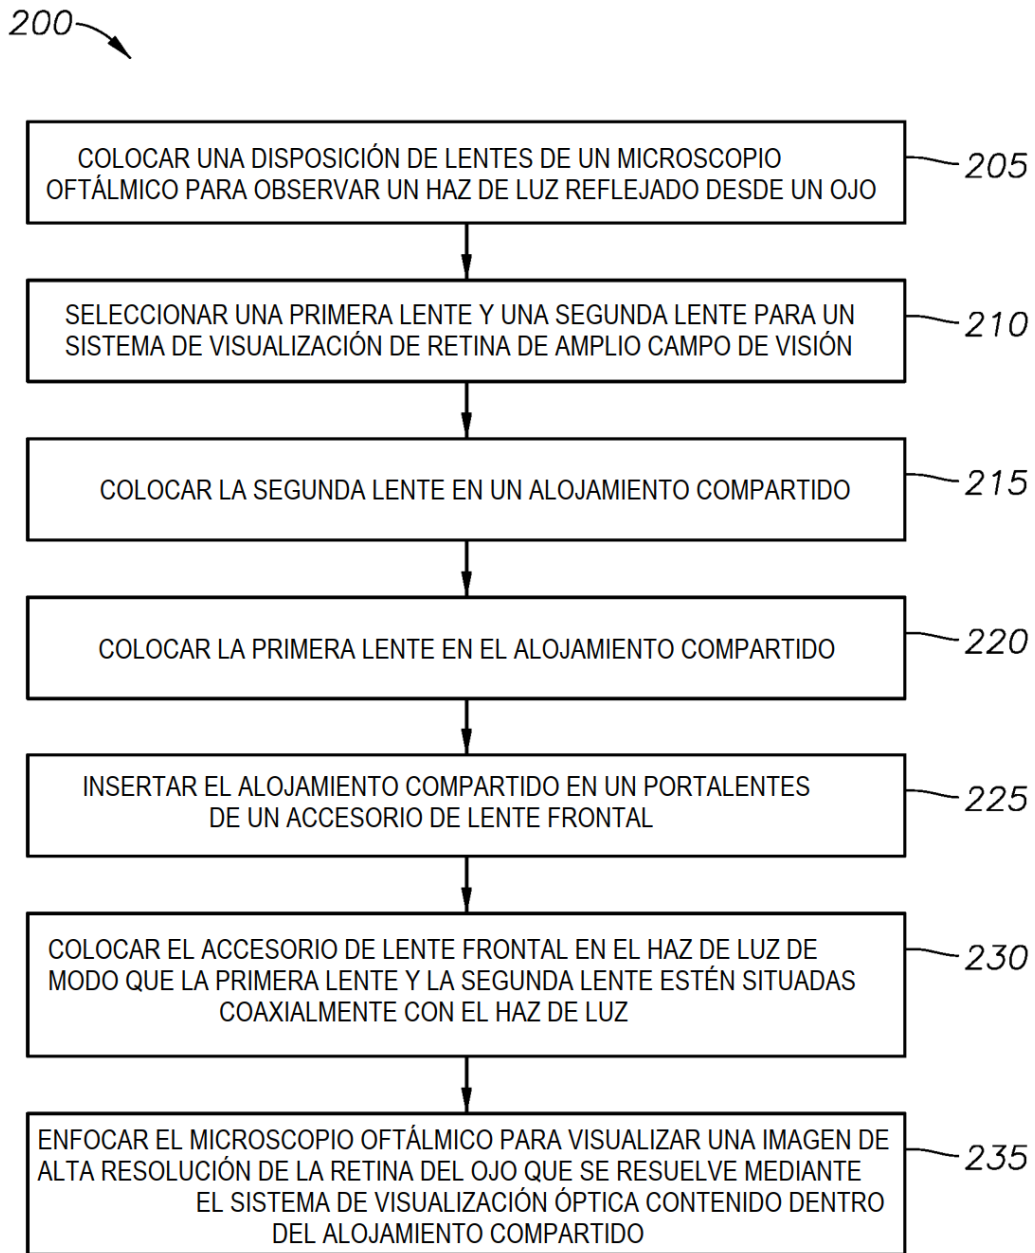 200
COLOCAR UNA DISPOSICIÓN DE LENTES DE UN MICROSCOPIO
OFTÁLMICO PARA OBSERVAR UN HAZ DE LUZ REFLEJADO DESDE UN OJO
205
SELECCIONAR UNA PRIMERA LENTE Y UNA SEGUNDA LENTE PARA UN
SISTEMA DE VISUALIZACIÓN DE RETINA DE AMPLIO CAMPO DE VISIÓN
210
COLOCAR LA SEGUNDA LENTE EN UN ALOJAMIENTO COMPARTIDO
215
COLOCAR LA PRIMERA LENTE EN EL ALOJAMIENTO COMPARTIDO
220
INSERTAR EL ALOJAMIENTO COMPARTIDO EN UN PORTALENTES
DE UN ACCESORIO DE LENTE FRONTAL
225
COLOCAR EL ACCESORIO DE LENTE FRONTAL EN EL HAZ DE LUZ DE
MODO QUE LA PRIMERA LENTE Y LA SEGUNDA LENTE ESTÉN SITUADAS
COAXIALMENTE CON EL HAZ DE LUZ
230
ENFOCAR EL MICROSCOPIO OFTÁLMICO PARA VISUALIZAR UNA IMAGEN DE
ALTA RESOLUCIÓN DE LA RETINA DEL OJO QUE SE RESUELVE MEDIANTE
EL SISTEMA DE VISUALIZACIÓN ÓPTICA CONTENIDO DENTRO
DEL ALOJAMIENTO COMPARTIDO
235